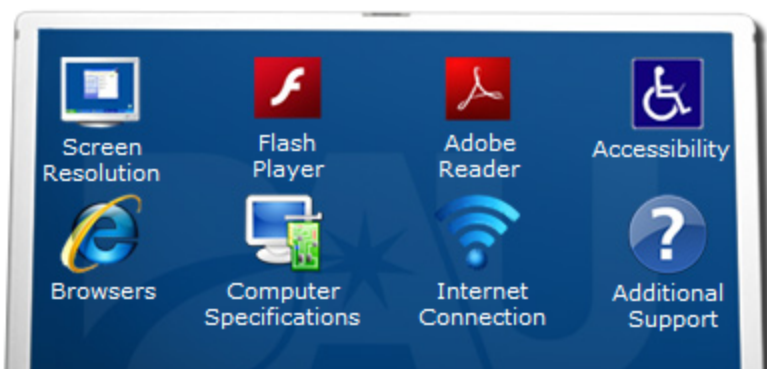 Screen
Resolution
Flash
Player
Adobe
Reader
Accessibility
Browsers
Computer
Specifications
Internet
Connection
Additional
Support